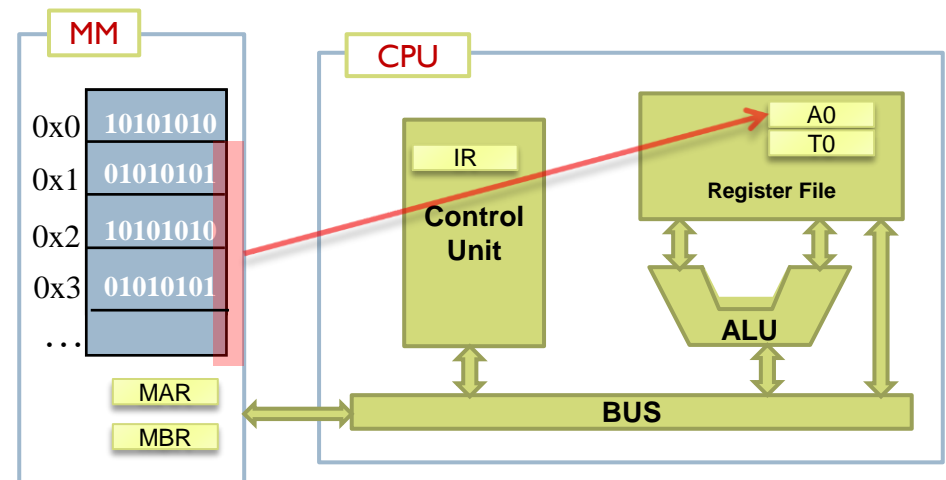 MM
0x0 10101010
0x1 01010101
0x2 10101010
0x3 01010101
…
MAR
MBR
CPU
IR
Control
Unit
A0
T0
Register File
ALU
BUS